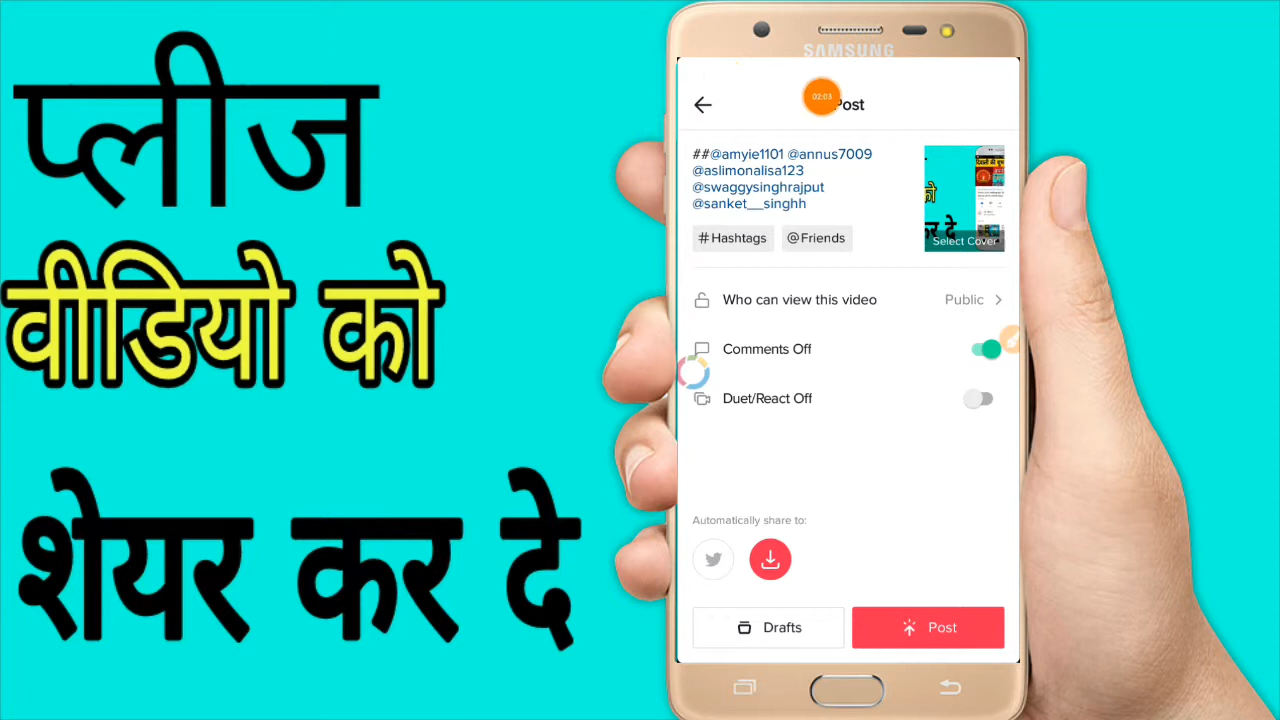 प्लीज
वीडियो को
शेयर कर दे
SAMSUNG
02:03
Post
##@amyie1101 @annus7009
@aslimonalisa123
@swaggysinghrajput
@sanket__singhh
#Hashtags @Friends
को
Select Cover
Who can view this video Public
Comments Off
Duet/React Off
Automatically share to:
Drafts
Post